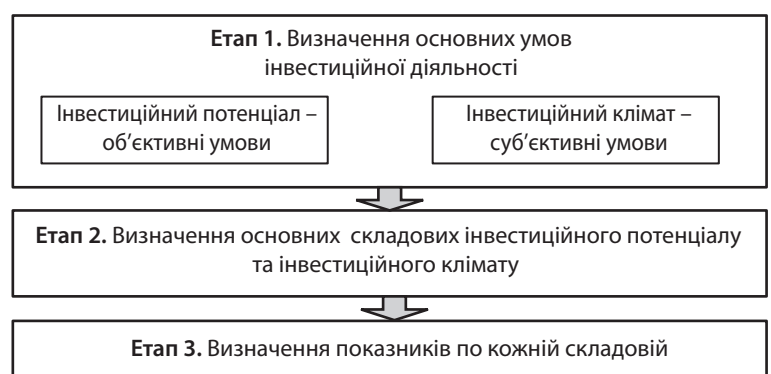 Етап 1. Визначення основних умов
інвестиційної діяльності
Інвестиційний потенціал –
об’єктивні умови
Інвестиційний клімат –
суб’єктивні умови
Етап 2. Визначення основних складових інвестиційного потенціалу
та інвестиційного клімату
Етап 3. Визначення показників по кожній складовій